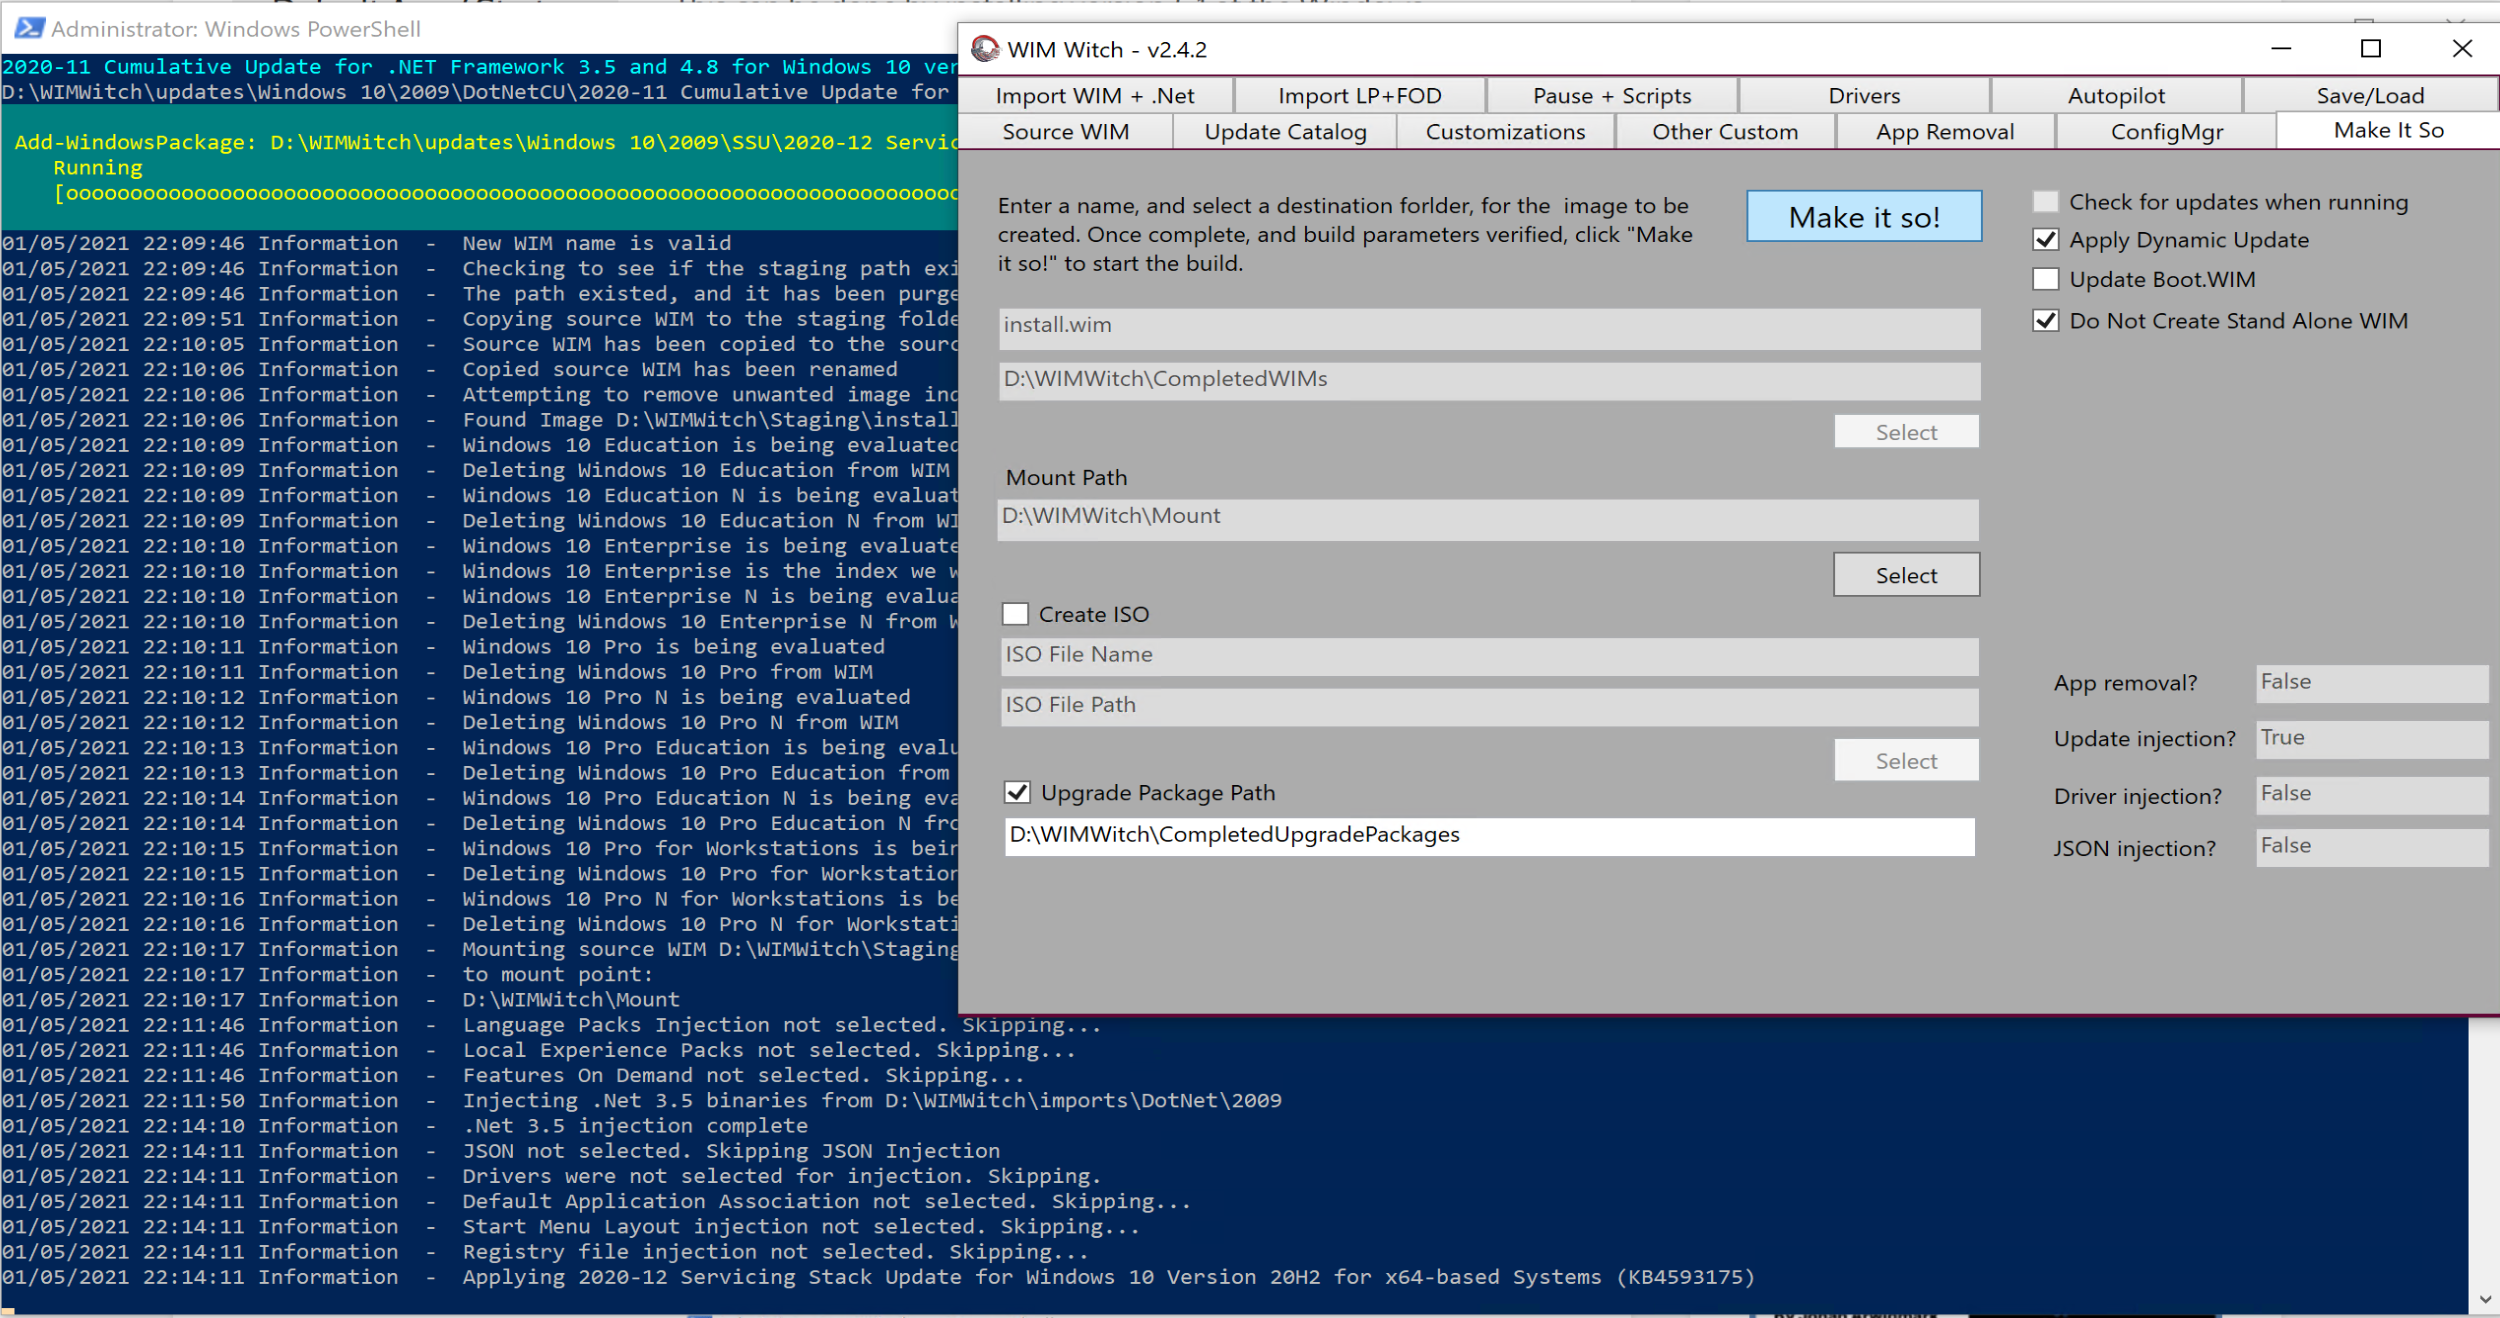 Administrator: Windows PowerShell
2020-11 Cumulative Update for .NET Framework 3.5 and 4.8 for Windows 10 ver
D:\WIMWitch\updates\Windows 10\2009\DotNetCU\2020-11 Cumulative Update for
Add-WindowsPackage: D:\WIMWitch\updates\Windows 10\2009\SSU\2020-12 Servic
Running
[oooooooooooooooooooooooooooooooooooooooooooooooooooooooooooooooooooooo
01/05/2021 22:09:46 Information - New WIM name is valid
01/05/2021 22:09:46 Information - Checking to see if the staging path exi
01/05/2021 22:09:46 Information - The path existed, and it has been purge
01/05/2021 22:09:51 Information - Copying source WIM to the staging folde
01/05/2021 22:10:05 Information - Source WIM has been copied to the sourc
01/05/2021 22:10:06 Information - Copied source WIM has been renamed
01/05/2021 22:10:06 Information - Attempting to remove unwanted image ind
01/05/2021 22:10:06 Information - Found Image D:\WIMWitch\Staging\install
01/05/2021 22:10:09 Information - Windows 10 Education is being evaluated
01/05/2021 22:10:09 Information - Deleting Windows 10 Education from WIM
01/05/2021 22:10:09 Information - Windows 10 Education N is being evaluat
01/05/2021 22:10:09 Information - Deleting Windows 10 Education N from WI
01/05/2021 22:10:10 Information - Windows 10 Enterprise is being evaluate
01/05/2021 22:10:10 Information - Windows 10 Enterprise is the index we w
01/05/2021 22:10:10 Information - Windows 10 Enterprise N is being evalua
01/05/2021 22:10:10 Information - Deleting Windows 10 Enterprise N from W
01/05/2021 22:10:11 Information - Windows 10 Pro is being evaluated
01/05/2021 22:10:11 Information - Deleting Windows 10 Pro from WIM
01/05/2021 22:10:12 Information - Windows 10 Pro N is being evaluated
01/05/2021 22:10:12 Information - Deleting Windows 10 Pro N from WIM
01/05/2021 22:10:13 Information - Windows 10 Pro Education is being evalu
01/05/2021 22:10:13 Information - Deleting Windows 10 Pro Education from
01/05/2021 22:10:14 Information - Windows 10 Pro Education N is being eva
01/05/2021 22:10:14 Information - Deleting Windows 10 Pro Education N fro
01/05/2021 22:10:15 Information - Windows 10 Pro for Workstations is bein
01/05/2021 22:10:15 Information - Deleting Windows 10 Pro for Workstation
01/05/2021 22:10:16 Information - Windows 10 Pro N for Workstations is be
01/05/2021 22:10:16 Information - Deleting Windows 10 Pro N for Workstati
01/05/2021 22:10:17 Information - Mounting source WIM D:\WIMWitch\Staging
01/05/2021 22:10:17 Information - to mount point:
01/05/2021 22:10:17 Information - D:\WIMWitch\Mount
01/05/2021 22:11:46 Information - Language Packs Injection not selected. Skipping...
01/05/2021 22:11:46 Information - Local Experience Packs not selected. Skipping...
01/05/2021 22:11:46 Information - Features On Demand not selected. Skipping...
01/05/2021 22:11:50 Information - Injecting .Net 3.5 binaries from D:\WIMWitch\imports\DotNet\2009
01/05/2021 22:14:10 Information - .Net 3.5 injection complete
01/05/2021 22:14:11 Information - JSON not selected. Skipping JSON Injection
01/05/2021 22:14:11 Information - Drivers were not selected for injection. Skipping.
01/05/2021 22:14:11 Information - Default Application Association not selected. Skipping...
01/05/2021 22:14:11 Information - Start Menu Layout injection not selected. Skipping...
01/05/2021 22:14:11 Information - Registry file injection not selected. Skipping...
01/05/2021 22:14:11 Information - Applying 2020-12 Servicing Stack Update for Windows 10 Version 20H2 for x64-based Systems (KB4593175)
WIM Witch - v2.4.2
Import WIM + .Net Import LP+FOD Pause + Scripts Drivers Autopilot Save/Load
Source WIM Update Catalog Customizations Other Custom App Removal ConfigMgr Make It So
Enter a name, and select a destination forlder, for the image to be
created. Once complete, and build parameters verified, click "Make
it so!" to start the build.
Make it so!
Check for updates when running
Apply Dynamic Update
Update Boot.WIM
Do Not Create Stand Alone WIM
install.wim
D:\WIMWitch\CompletedWIMs
Select
Mount Path
D:\WIMWitch\Mount
Select
Create ISO
ISO File Name
ISO File Path
Select
Upgrade Package Path
D:\WIMWitch\CompletedUpgradePackages
App removal? False
Update injection? True
Driver injection? False
JSON injection? False